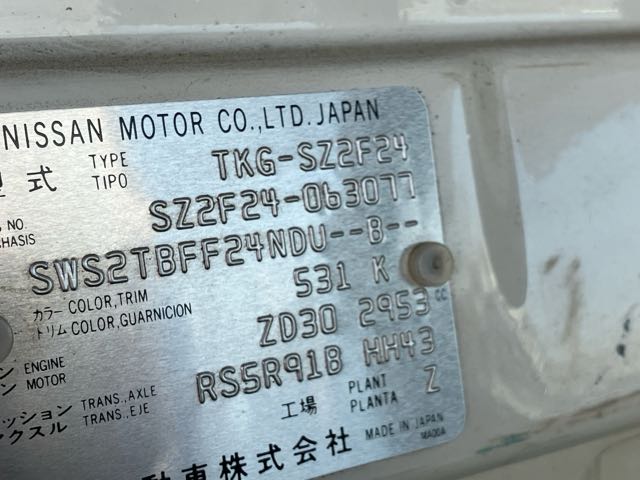 NISSAN MOTOR CO.,LTD. JAPAN
型式 TYPE TIPO TKG-SZ2F24
NO. CHASIS SZ2F24-063077
SWS2TBFF24NDU--B--
カラー COLOR, TRIM
トリム COLOR, GUARNICION 531 K
ENGINE MOTOR ZD30 2953 CC
TRANS., AXLE TRANS., EJE RS5R91B HH43
工場 PLANT PLANTA Z
動車株式会社 MADE IN JAPAN
MA00A